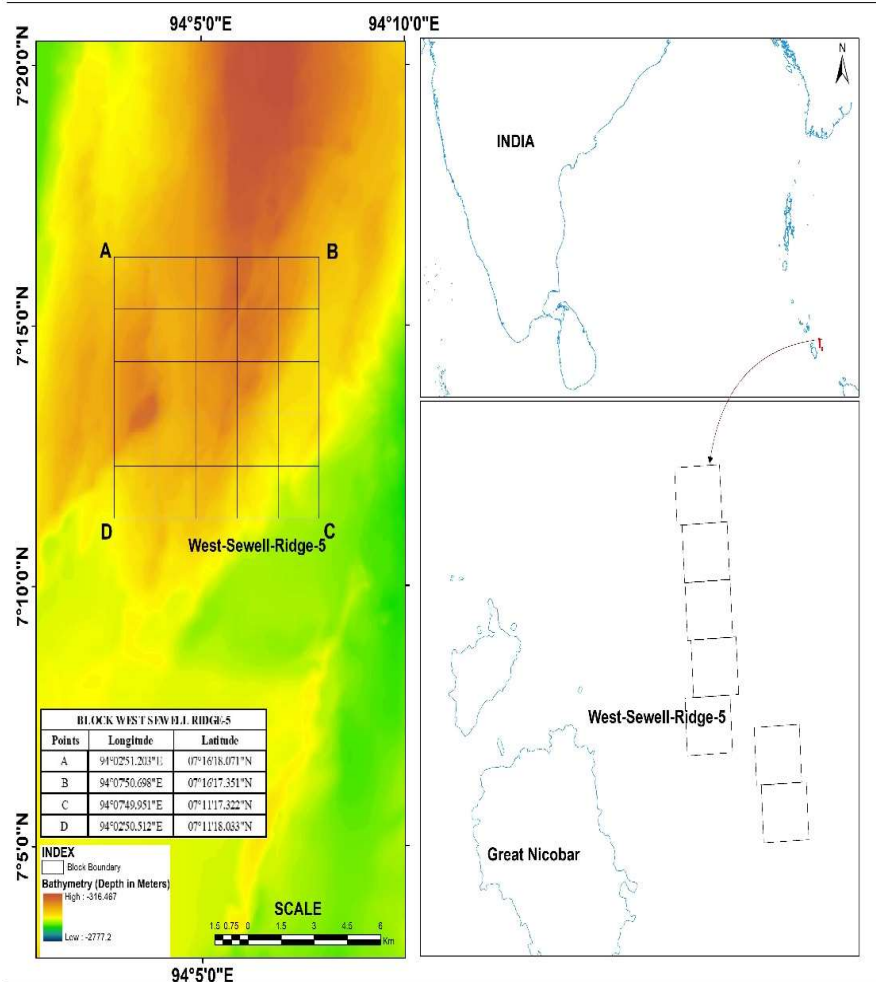 94°5'0"E
94°10'0"E
7°20'0"N
7°15'0"N
7°10'0"N
7°5'0"N
A
B
D
C
West-Sewell-Ridge-5
BLOCK WEST SEWELL RIDGE-5
Points Longitude Latitude
A 94°02'51.203"E 07°16'18.071"N
B 94°07'50.698"E 07°16'17.351"N
C 94°07'49.951"E 07°11'17.322"N
D 94°02'50.512"E 07°11'18.033"N
INDEX
Block Boundary
Bathymetry (Depth in Meters)
High : -316.467
Low : -2777.2
SCALE
1.5 0.75 0 1.5 3 4.5 6
Km
94°5'0"E
N
INDIA
West-Sewell-Ridge-5
Great Nicobar